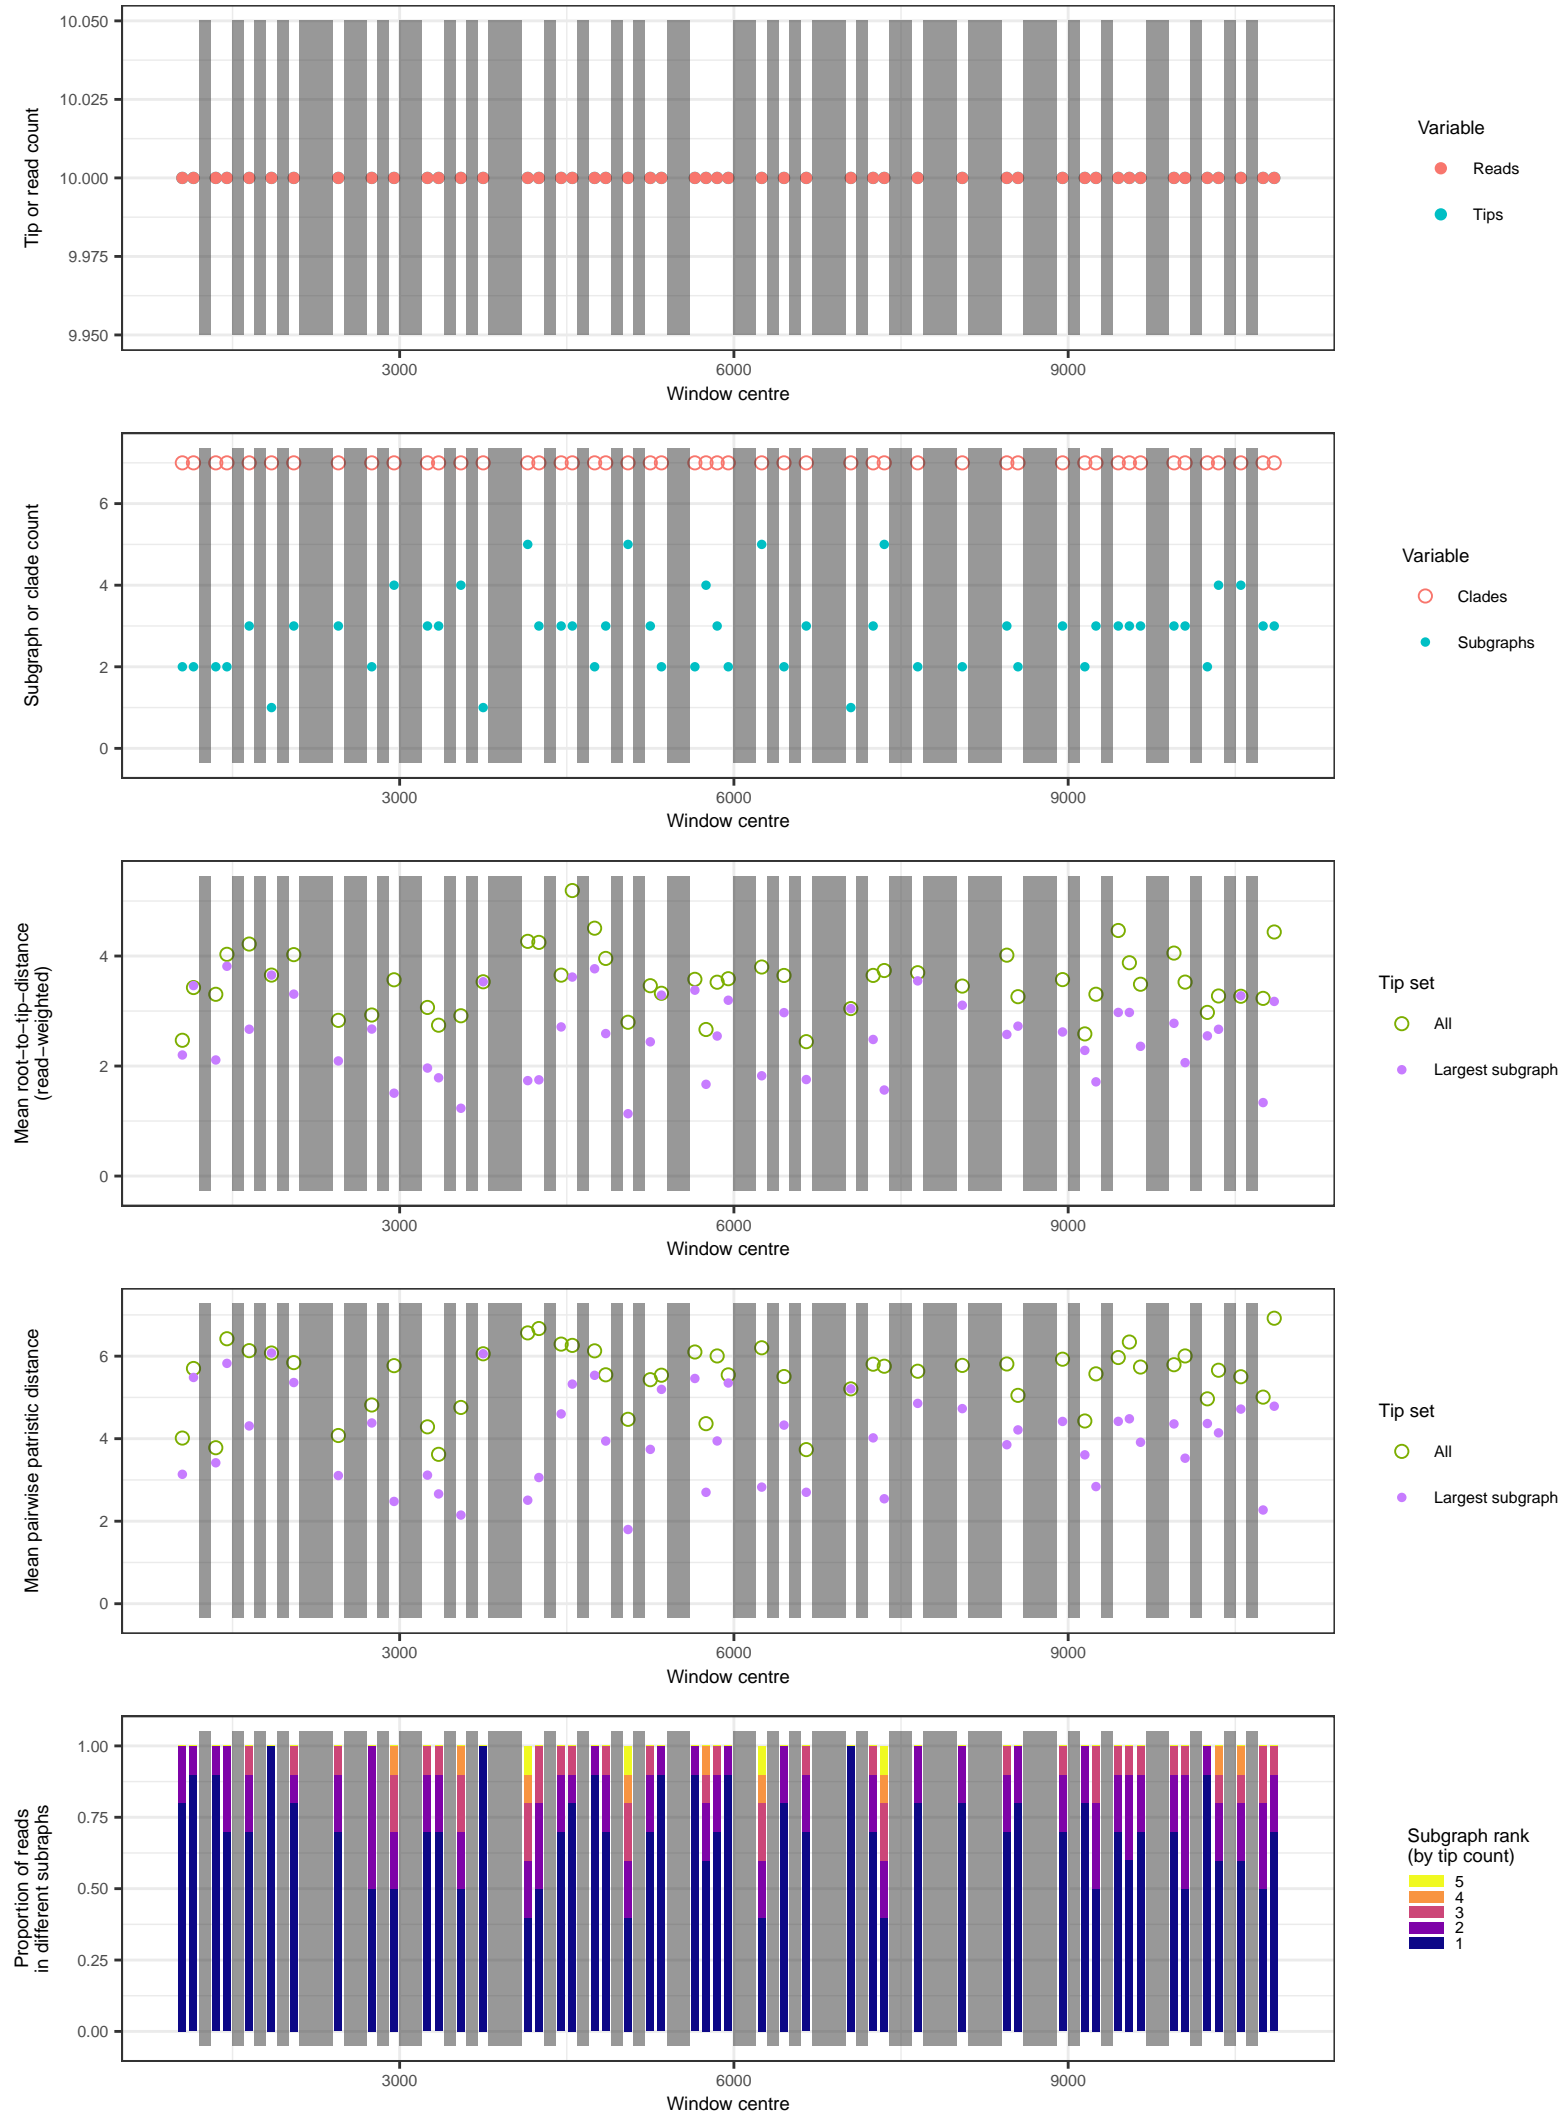 10.050
10.025
10.000
9.975
9.950
Tip or read count
3000 6000 9000
Window centre
Variable
Reads
Tips
6
4
2
0
Subgraph or clade count
3000 6000 9000
Window centre
Variable
Clades
Subgraphs
4
2
0
Mean root−to−tip−distance
(read−weighted)
3000 6000 9000
Window centre
Tip set
All
Largest subgraph
6
4
2
0
Mean pairwise patristic distance
3000 6000 9000
Window centre
Tip set
All
Largest subgraph
1.00
0.75
0.50
0.25
0.00
Proportion of reads
in different subraphs
3000 6000 9000
Window centre
Subgraph rank
(by tip count)
5
4
3
2
1